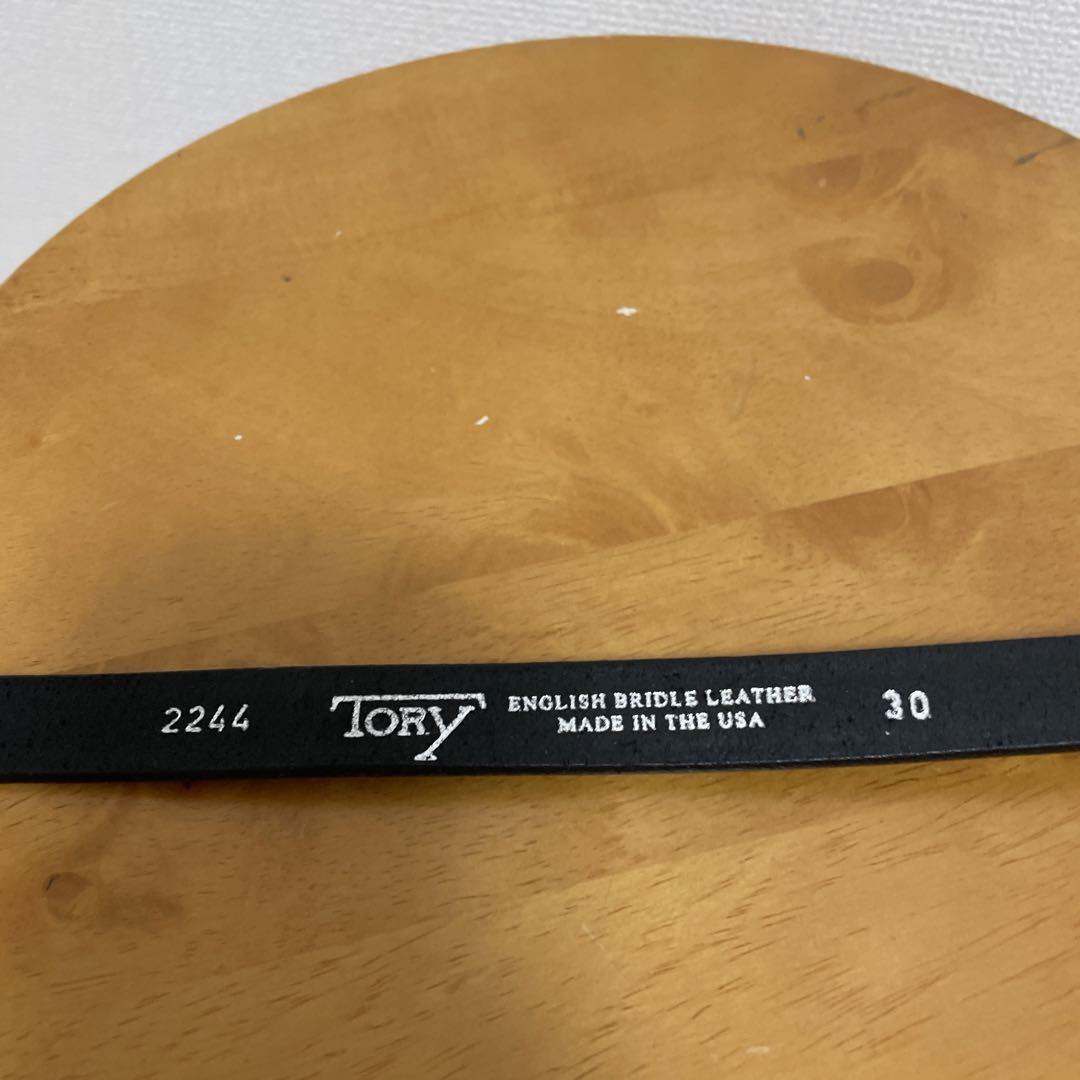 2244
TORY
ENGLISH BRIDLE LEATHER
MADE IN THE USA
30